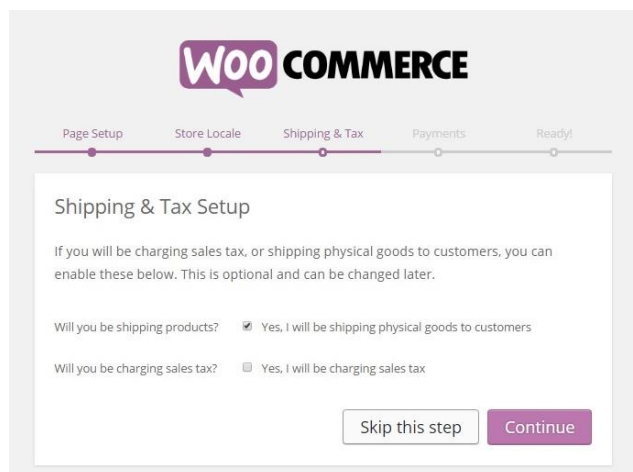 WOO COMMERCE
Page Setup Store Locale Shipping & Tax Payments Ready!
Shipping & Tax Setup
If you will be charging sales tax, or shipping physical goods to customers, you can
enable these below. This is optional and can be changed later.
Will you be shipping products? Yes, I will be shipping physical goods to customers
Will you be charging sales tax? Yes, I will be charging sales tax
Skip this step Continue